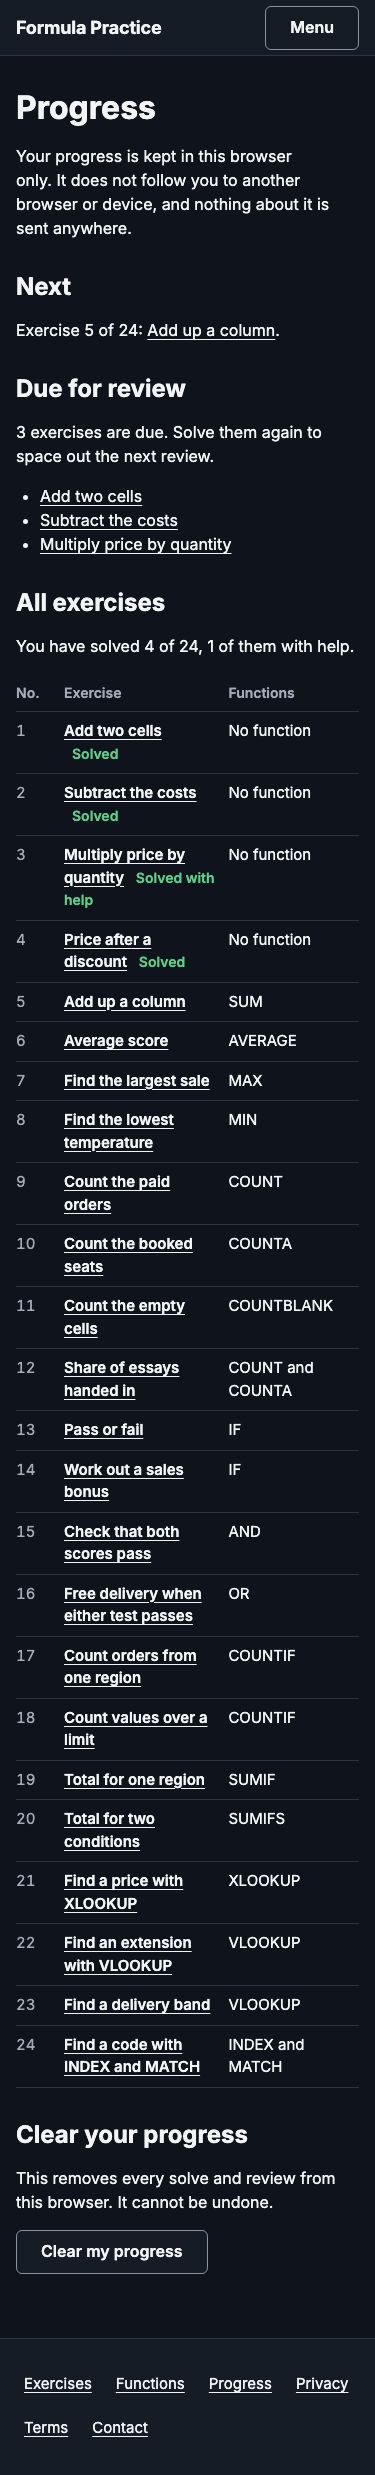 Formula Practice Menu
Progress
Your progress is kept in this browser
only. It does not follow you to another
browser or device, and nothing about it is
sent anywhere.
Next
Exercise 5 of 24: Add up a column.
Due for review
3 exercises are due. Solve them again to
space out the next review.
• Add two cells
• Subtract the costs
• Multiply price by quantity
All exercises
You have solved 4 of 24, 1 of them with help.
No. Exercise Functions
1 Add two cells No function
Solved
2 Subtract the costs No function
Solved
3 Multiply price by No function
quantity Solved with
help
4 Price after a No function
discount Solved
5 Add up a column SUM
6 Average score AVERAGE
7 Find the largest sale MAX
8 Find the lowest MIN
temperature
9 Count the paid COUNT
orders
10 Count the booked COUNTA
seats
11 Count the empty COUNTBLANK
cells
12 Share of essays COUNT and
handed in COUNTA
13 Pass or fail IF
14 Work out a sales IF
bonus
15 Check that both AND
scores pass
16 Free delivery when OR
either test passes
17 Count orders from COUNTIF
one region
18 Count values over a COUNTIF
limit
19 Total for one region SUMIF
20 Total for two SUMIFS
conditions
21 Find a price with XLOOKUP
XLOOKUP
22 Find an extension VLOOKUP
with VLOOKUP
23 Find a delivery band VLOOKUP
24 Find a code with INDEX and
INDEX and MATCH MATCH
Clear your progress
This removes every solve and review from
this browser. It cannot be undone.
Clear my progress
Exercises Functions Progress Privacy
Terms Contact